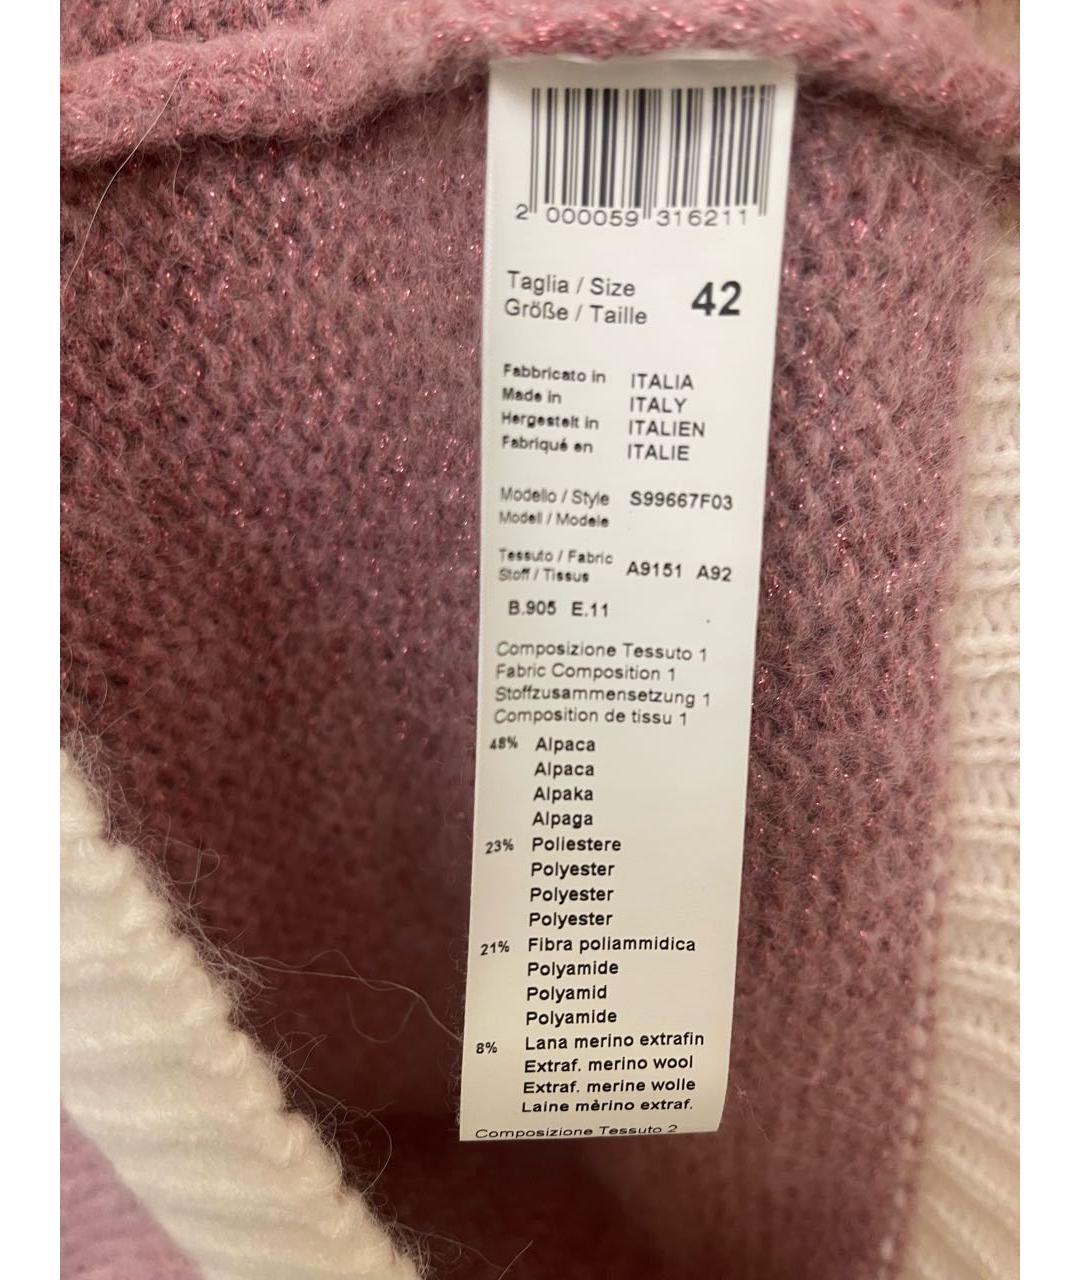 2 000059 316211
Taglia / Size
Größe / Taille
42
Fabbricato in ITALIA
Made in ITALY
Hergestelt in ITALIEN
Fabriqué en ITALIE
Modello / Style S99667F03
Modell / Modele
Tessuto / Fabric A9151 A92
Stoff / Tissus
B.905 E.11
Composizione Tessuto 1
Fabric Composition 1
Stoffzusammensetzung 1
Composition de tissu 1
48% Alpaca
Alpaca
Alpaka
Alpaga
23% Poliestere
Polyester
Polyester
Polyester
21% Fibra poliammidica
Polyamide
Polyamid
Polyamide
8% Lana merino extrafin
Extraf. merino wool
Extraf. merine wolle
Laine mèrino extraf.
Composizione Tessuto 2